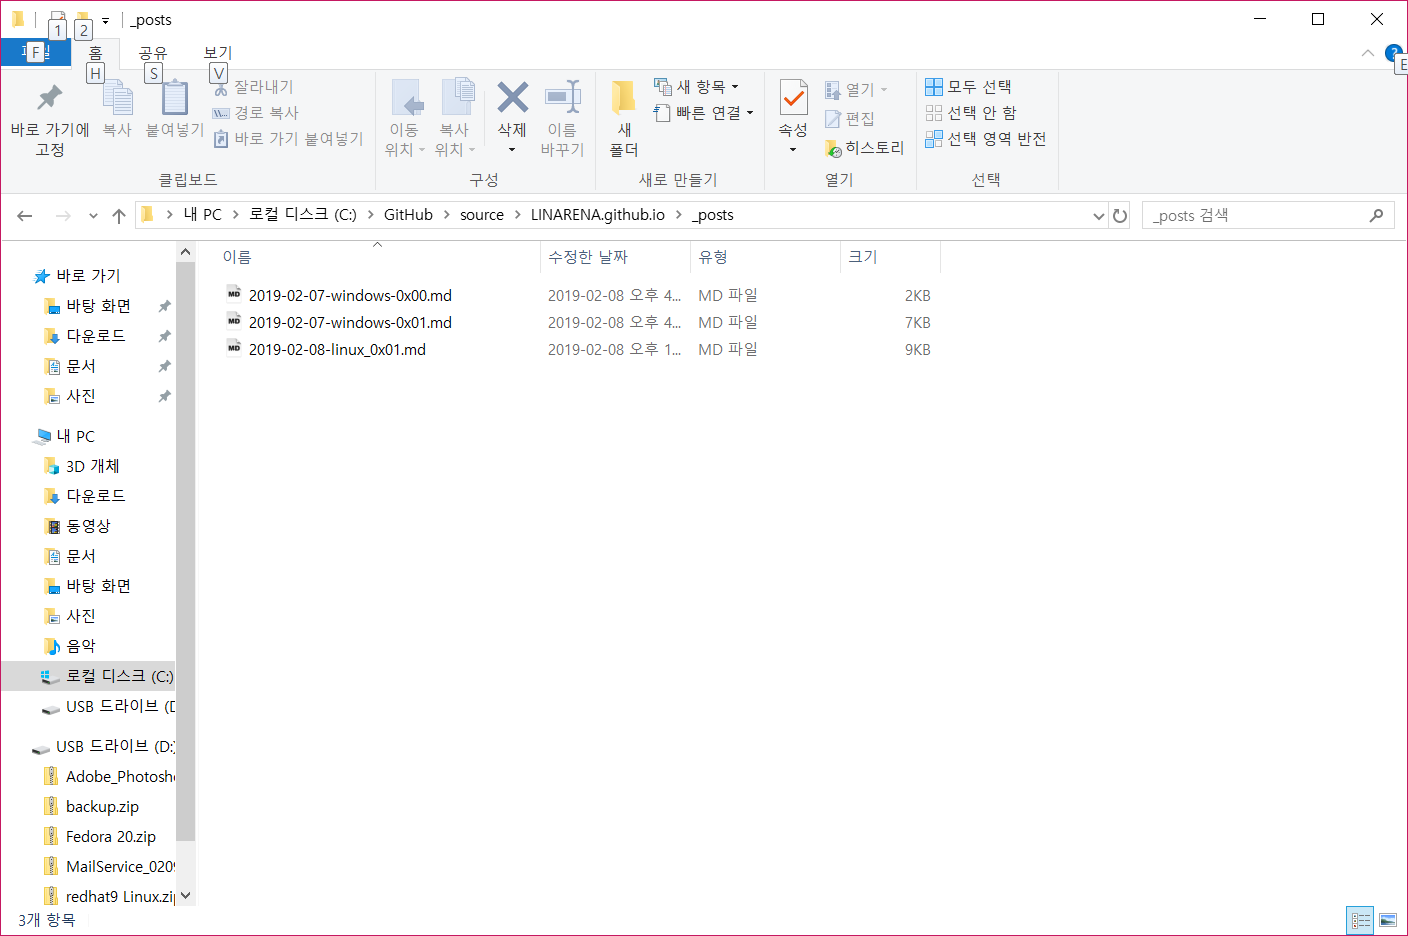 _posts
1
2
파일
F
홈
H
공유
S
보기
V
?
E
바로 가기에
고정
복사
붙여넣기
잘라내기
경로 복사
바로 가기 붙여넣기
클립보드
이동
위치
복사
위치
삭제
이름
바꾸기
구성
새
폴더
새 항목
빠른 연결
새로 만들기
속성
열기
편집
히스토리
열기
모두 선택
선택 안 함
선택 영역 반전
선택
내 PC > 로컬 디스크 (C:) > GitHub > source > LINARENA.github.io > _posts
_posts 검색
바로 가기
바탕 화면
다운로드
문서
사진
내 PC
3D 개체
다운로드
동영상
문서
바탕 화면
사진
음악
로컬 디스크 (C:)
USB 드라이브 (D
USB 드라이브 (D:)
Adobe_Photosho
backup.zip
Fedora 20.zip
MailService_0209
redhat9 Linux.zip
이름 수정한 날짜 유형 크기
MD 2019-02-07-windows-0x00.md 2019-02-08 오후 4... MD 파일 2KB
MD 2019-02-07-windows-0x01.md 2019-02-08 오후 4... MD 파일 7KB
MD 2019-02-08-linux_0x01.md 2019-02-08 오후 1... MD 파일 9KB
3개 항목